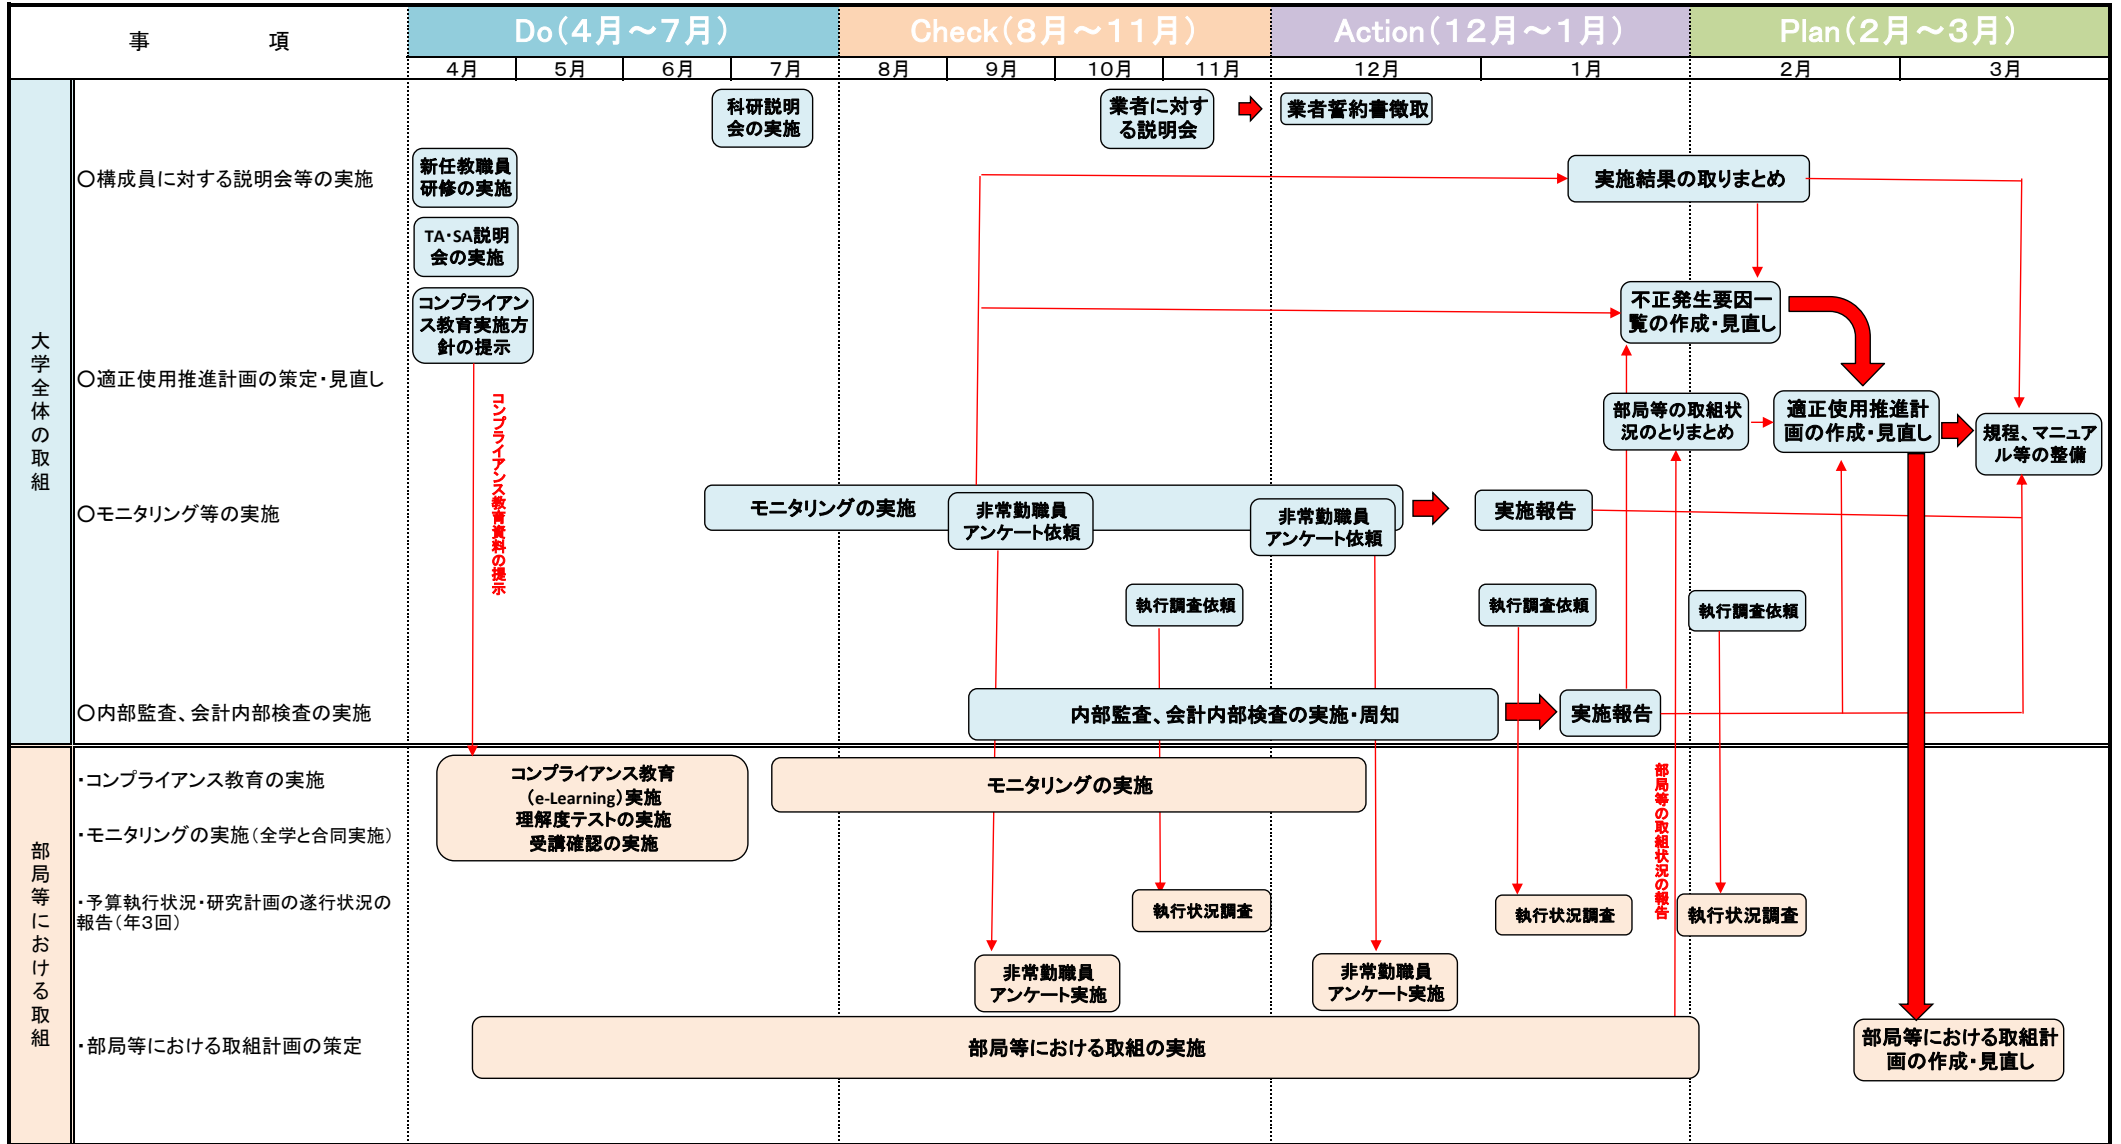 事　項
Do(4月～7月)
Check(8月～11月)
Action(12月～1月)
Plan(2月～3月)
4月
5月
6月
7月
8月
9月
10月
11月
12月
1月
2月
3月
大学全体の取組
○構成員に対する説明会等の実施
○適正使用推進計画の策定・見直し
○モニタリング等の実施
○内部監査、会計内部検査の実施
科研説明
会の実施
業者に対す
る説明会
業者誓約書徴取
新任教職員
研修の実施
実施結果の取りまとめ
TA・SA説明
会の実施
コンプライアン
ス教育実施方
針の提示
不正発生要因一
覧の作成・見直し
コンプライアンス教育資料の提示
部局等の取組状
況のとりまとめ
適正使用推進計
画の作成・見直し
規程、マニュア
ル等の整備
モニタリングの実施
非常勤職員
アンケート依頼
非常勤職員
アンケート依頼
実施報告
執行調査依頼
執行調査依頼
執行調査依頼
内部監査、会計内部検査の実施・周知
実施報告
部局等における取組
・コンプライアンス教育の実施
・モニタリングの実施(全学と合同実施)
・予算執行状況・研究計画の遂行状況の
報告(年3回)
・部局等における取組計画の策定
コンプライアンス教育
(e-Learning)実施
理解度テストの実施
受講確認の実施
モニタリングの実施
部局等の取組状況の報告
執行状況調査
執行状況調査
執行状況調査
非常勤職員
アンケート実施
非常勤職員
アンケート実施
部局等における取組の実施
部局等における取組計
画の作成・見直し